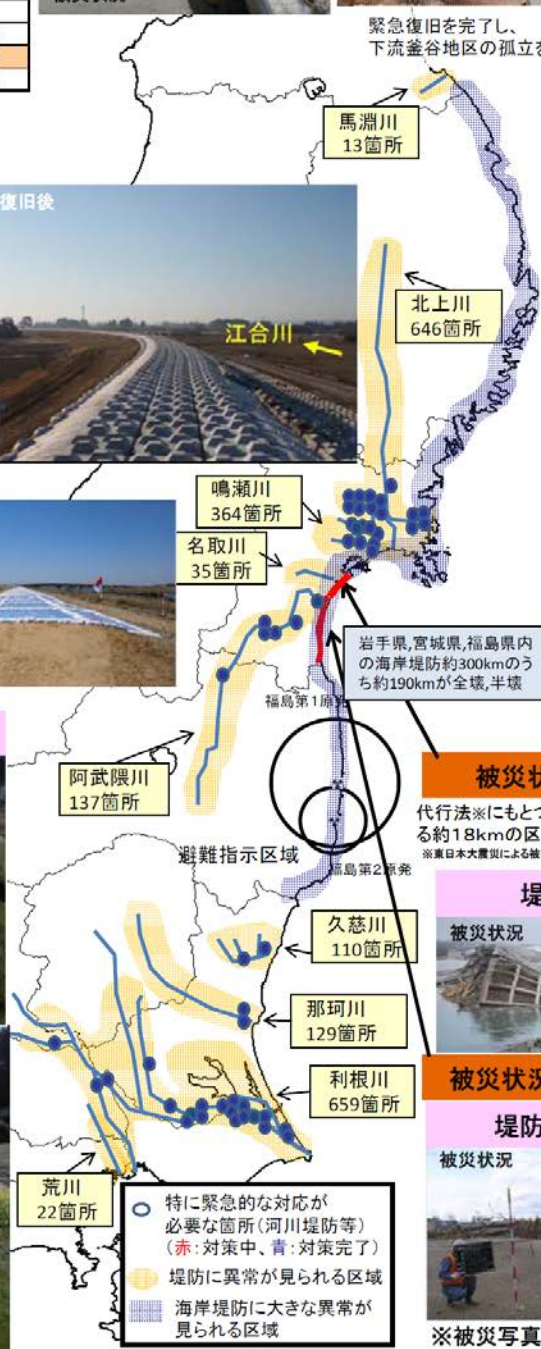 緊急復旧を完了し、
下流釜谷地区の孤立を
馬淵川
13箇所
復旧後
江合川
北上川
646箇所
鳴瀬川
364箇所
名取川
35箇所
岩手県,宮城県,福島県内
の海岸堤防約300kmのう
ち約190kmが全壊,半壊
福島第1原発
阿武隈川
137箇所
被災状
代行法※にもとづ
る約18kmの区
※東日本大震災による被
避難指示区域
福島第2原発
堤
被災状況
久慈川
110箇所
那珂川
129箇所
利根川
659箇所
被災状況
堤防
被災状況
荒川
22箇所
特に緊急的な対応が
必要な箇所(河川堤防等)
(赤:対策中、青:対策完了)
堤防に異常が見られる区域
海岸堤防に大きな異常が
見られる区域
※被災写真